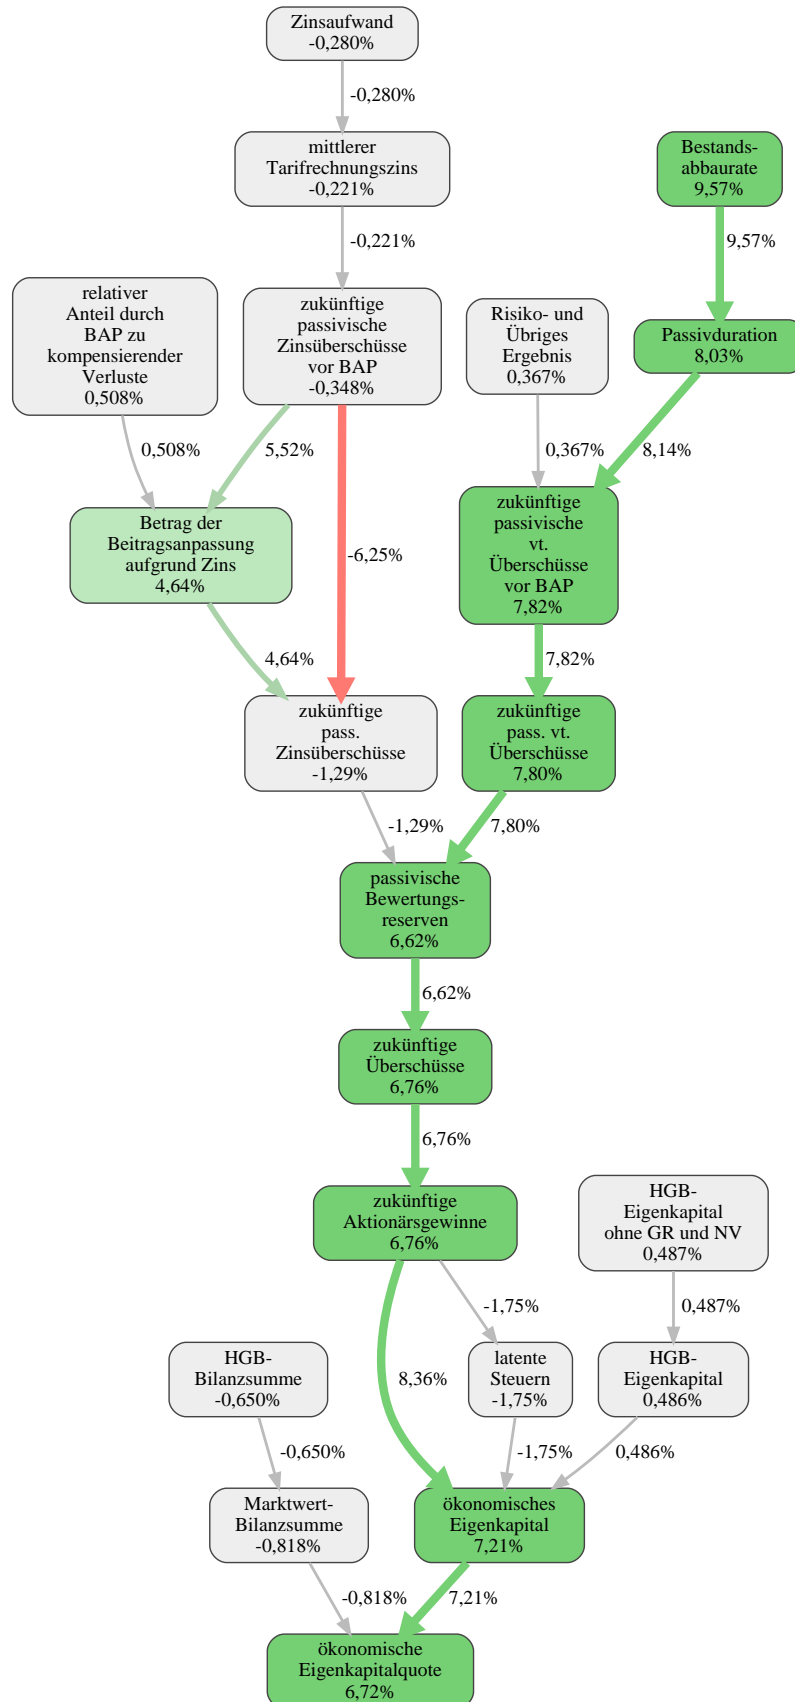 Zinsaufwand
-0,280%
-0,280%
mittlerer
Tarifrechnungszins
-0,221%
Bestands-
abbaurate
9,57%
-0,221%
9,57%
relativer
Anteil durch
BAP zu
kompensierender
Verluste
0,508%
zukünftige
passivische
Zinsüberschüsse
vor BAP
-0,348%
Risiko- und
Übriges
Ergebnis
0,367%
Passivduration
8,03%
0,508%
5,52%
0,367%
8,14%
Betrag der
Beitragsanpassung
aufgrund Zins
4,64%
-6,25%
zukünftige
passivische
vt.
Überschüsse
vor BAP
7,82%
4,64%
7,82%
zukünftige
pass.
Zinsüberschüsse
-1,29%
zukünftige
pass. vt.
Überschüsse
7,80%
-1,29%
7,80%
passivische
Bewertungs-
reserven
6,62%
6,62%
zukünftige
Überschüsse
6,76%
6,76%
zukünftige
Aktionärsgewinne
6,76%
HGB-
Eigenkapital
ohne GR und NV
0,487%
-1,75%
0,487%
HGB-
Bilanzsumme
-0,650%
8,36%
latente
Steuern
-1,75%
HGB-
Eigenkapital
0,486%
-0,650%
-1,75%
0,486%
Marktwert-
Bilanzsumme
-0,818%
ökonomisches
Eigenkapital
7,21%
-0,818%
7,21%
ökonomische
Eigenkapitalquote
6,72%